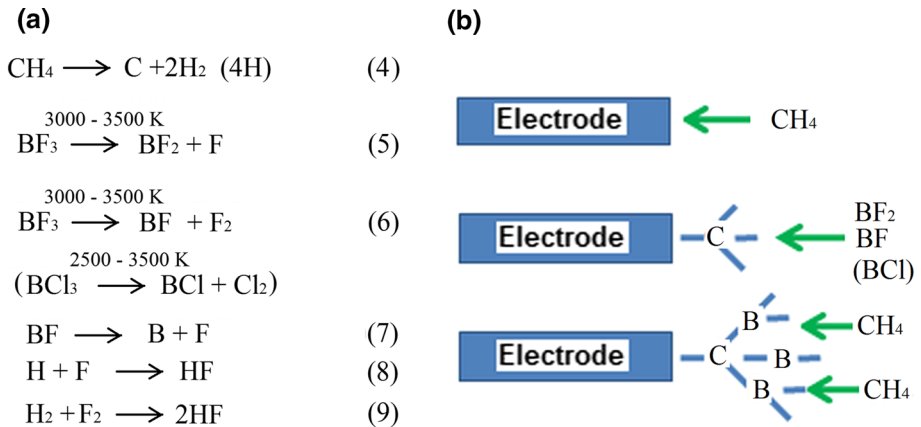 (a)
CH₄ → C +2H₂ (4H) (4)
3000 - 3500 K
BF₃ → BF₂ + F (5)
3000 - 3500 K
BF₃ → BF + F₂ (6)
2500 - 3500 K
(BCl₃ → BCl + Cl₂)
BF → B + F (7)
H + F → HF (8)
H₂ + F₂ → 2HF (9)
(b)
Electrode CH₄
BF₂
Electrode C BF
(BCl)
B CH₄
Electrode C B
B CH₄